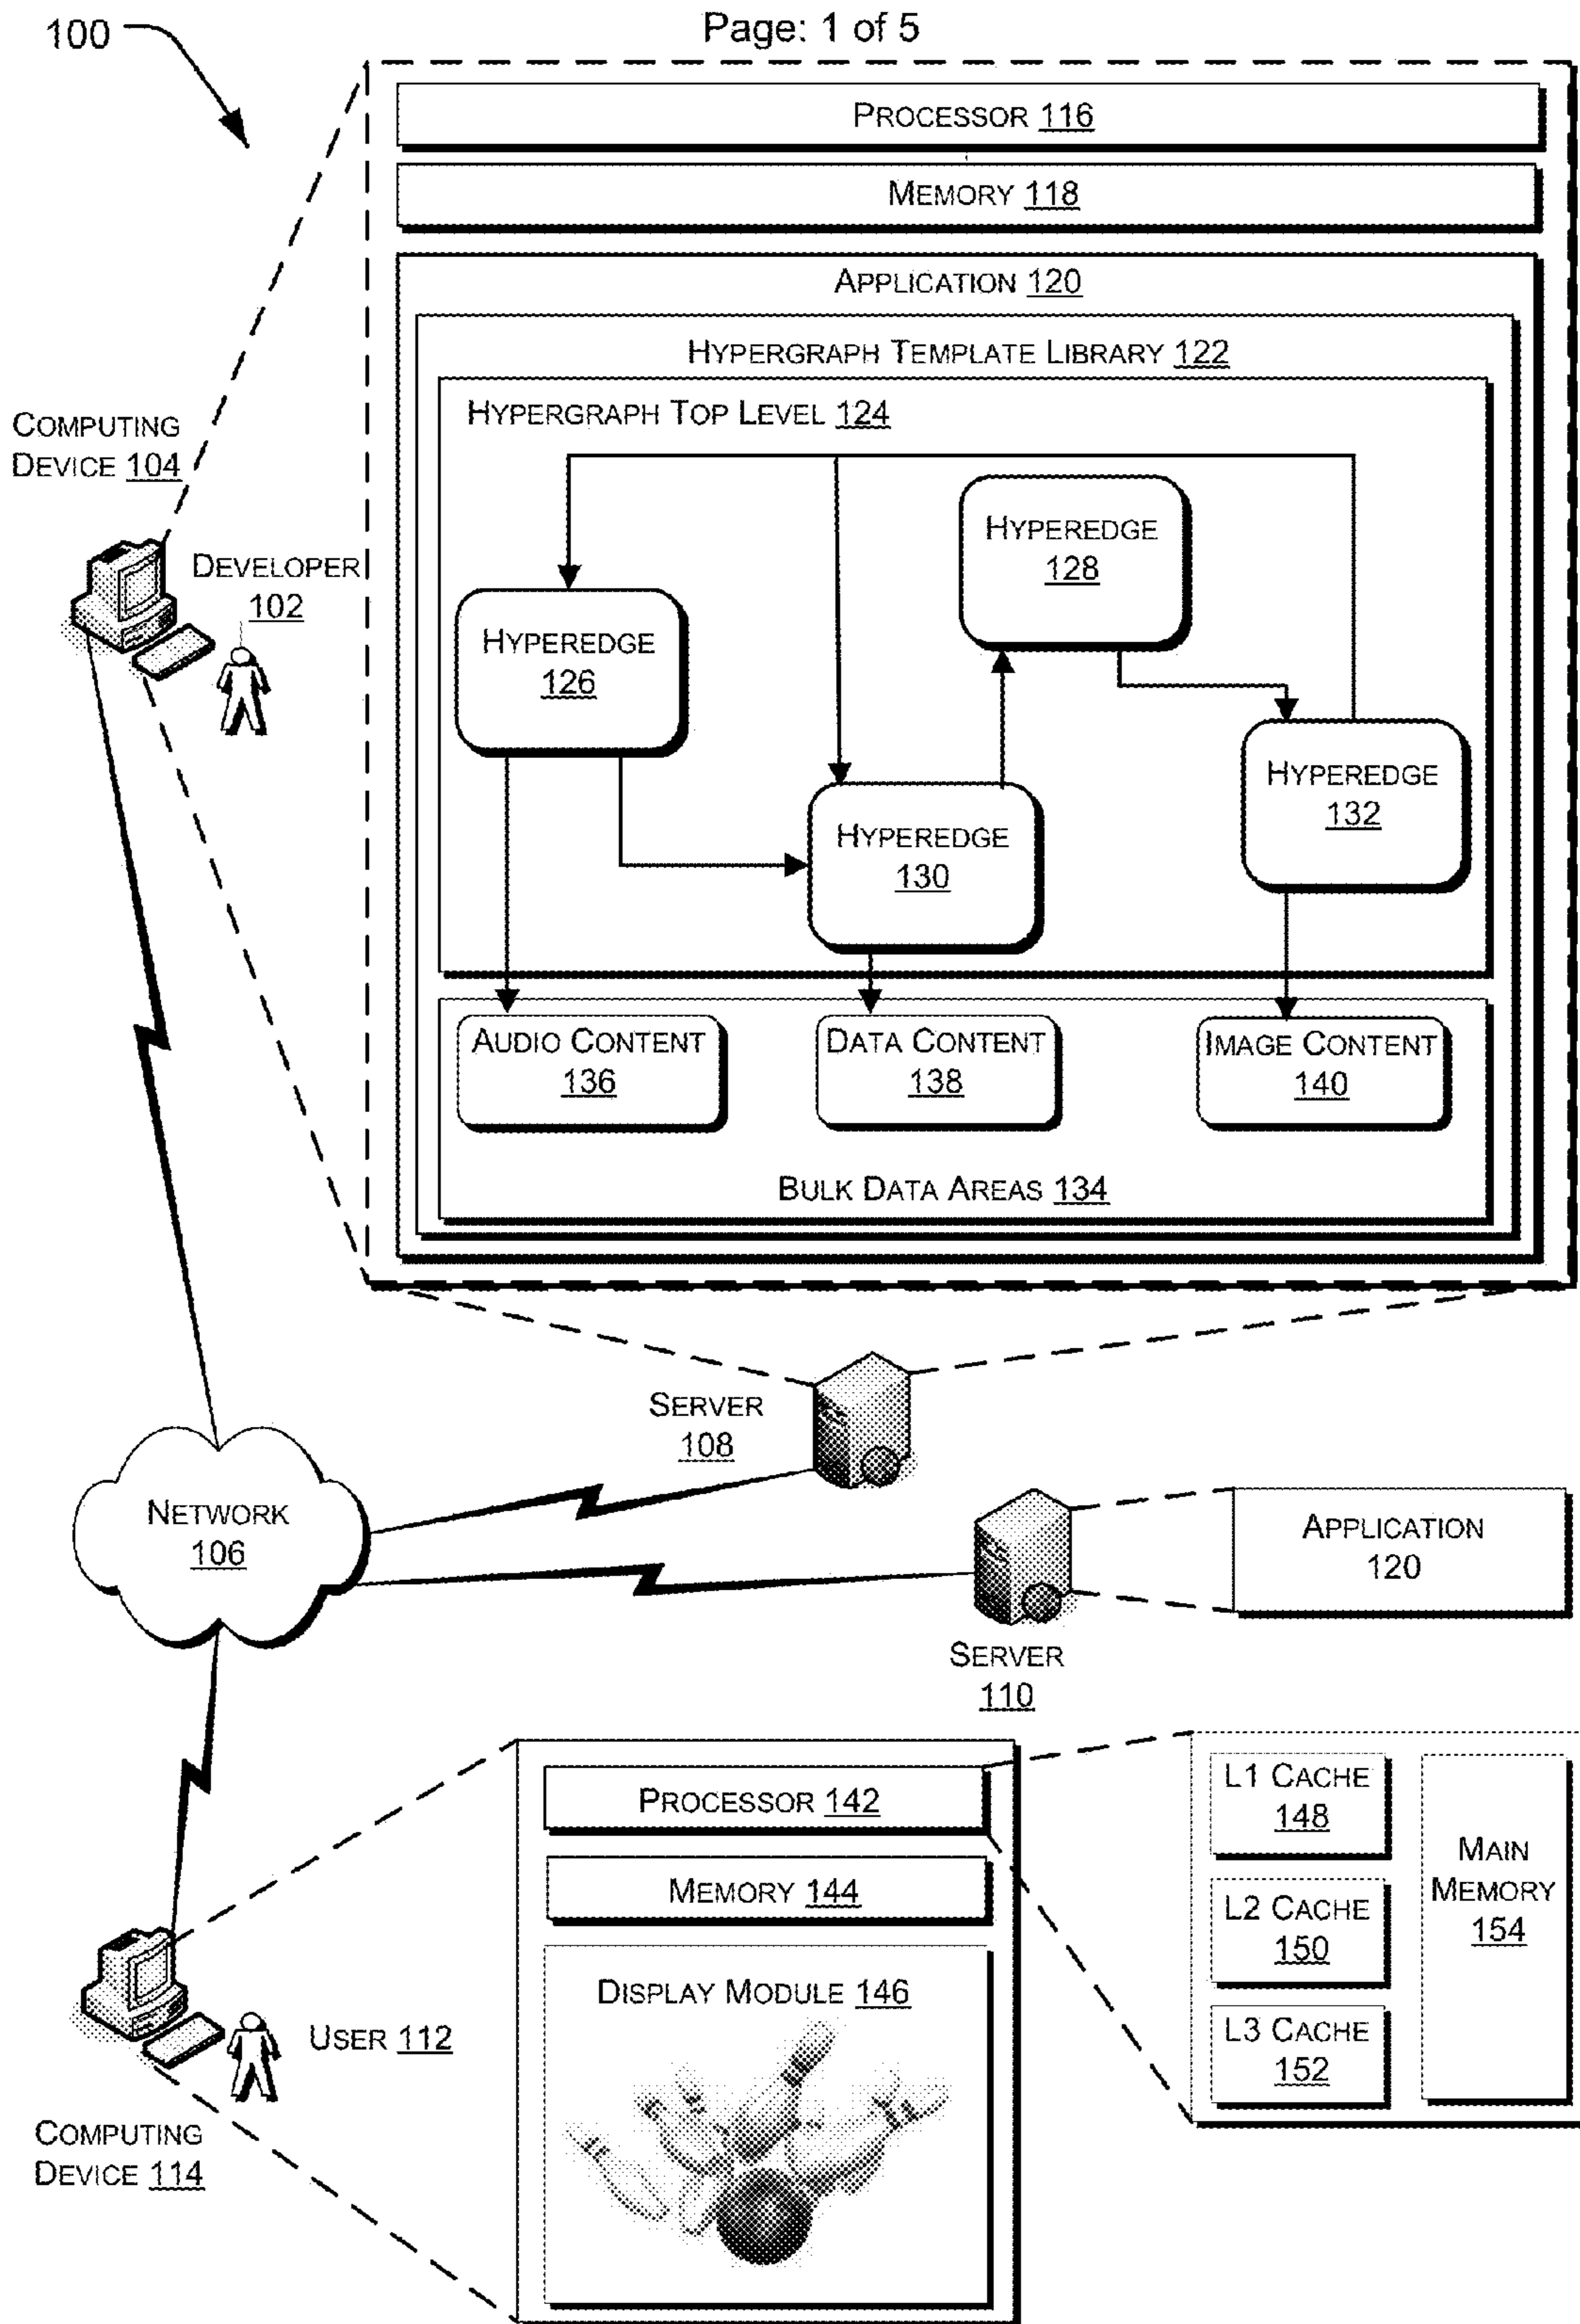 Page: 1 of 5
100
PROCESSOR 116
MEMORY 118
APPLICATION 120
HYPERGRAPH TEMPLATE LIBRARY 122
HYPERGRAPH TOP LEVEL 124
COMPUTING
DEVICE 104
DEVELOPER
102
HYPEREDGE
126
HYPEREDGE
128
HYPEREDGE
130
HYPEREDGE
132
AUDIO CONTENT
136
DATA CONTENT
138
IMAGE CONTENT
140
BULK DATA AREAS 134
SERVER
108
NETWORK
106
APPLICATION
120
SERVER
110
PROCESSOR 142
MEMORY 144
DISPLAY MODULE 146
L1 CACHE
148
L2 CACHE
150
L3 CACHE
152
MAIN
MEMORY
154
USER 112
COMPUTING
DEVICE 114